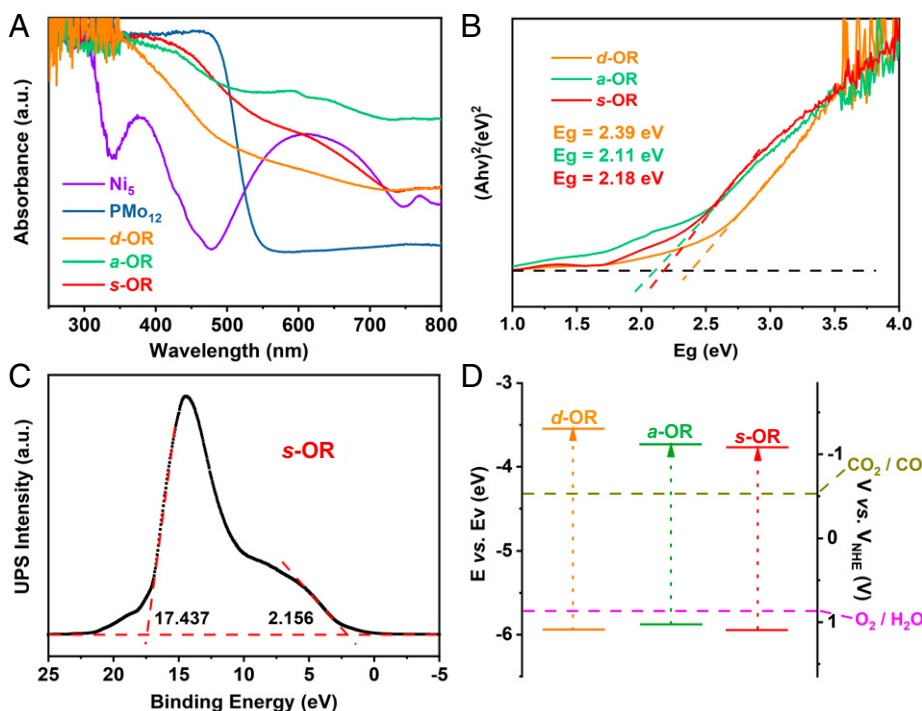 A
Absorbance (a.u.)
Ni5
PMo12
d-OR
a-OR
s-OR
300 400 500 600 700 800
Wavelength (nm)
B
(Ahv)²(eV)²
d-OR
a-OR
s-OR
Eg = 2.39 eV
Eg = 2.11 eV
Eg = 2.18 eV
1.0 1.5 2.0 2.5 3.0 3.5 4.0
Eg (eV)
C
UPS Intensity (a.u.)
s-OR
17.437 2.156
25 20 15 10 5 0 -5
Binding Energy (eV)
D
E vs. Ev (eV)
-3
-4
-5
-6
d-OR
a-OR
s-OR
-1
0
1
V vs. VNHE (V)
CO2 / CO
O2 / H2O